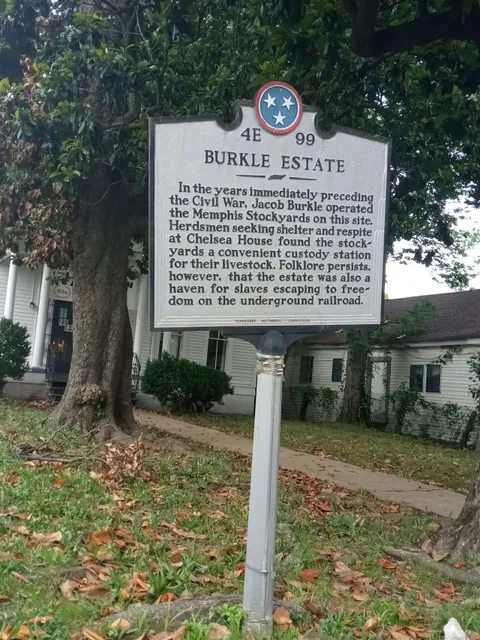 4E 99
BURKLE ESTATE
In the years immediately preceding
the Civil War, Jacob Burkle operated
the Memphis Stockyards on this site.
Herdsmen seeking shelter and respite
at Chelsea House found the stock-
yards a convenient custody station
for their livestock. Folklore persists,
however, that the estate was also a
haven for slaves escaping to free-
dom on the underground railroad.
TENNESSEE HISTORICAL COMMISSION